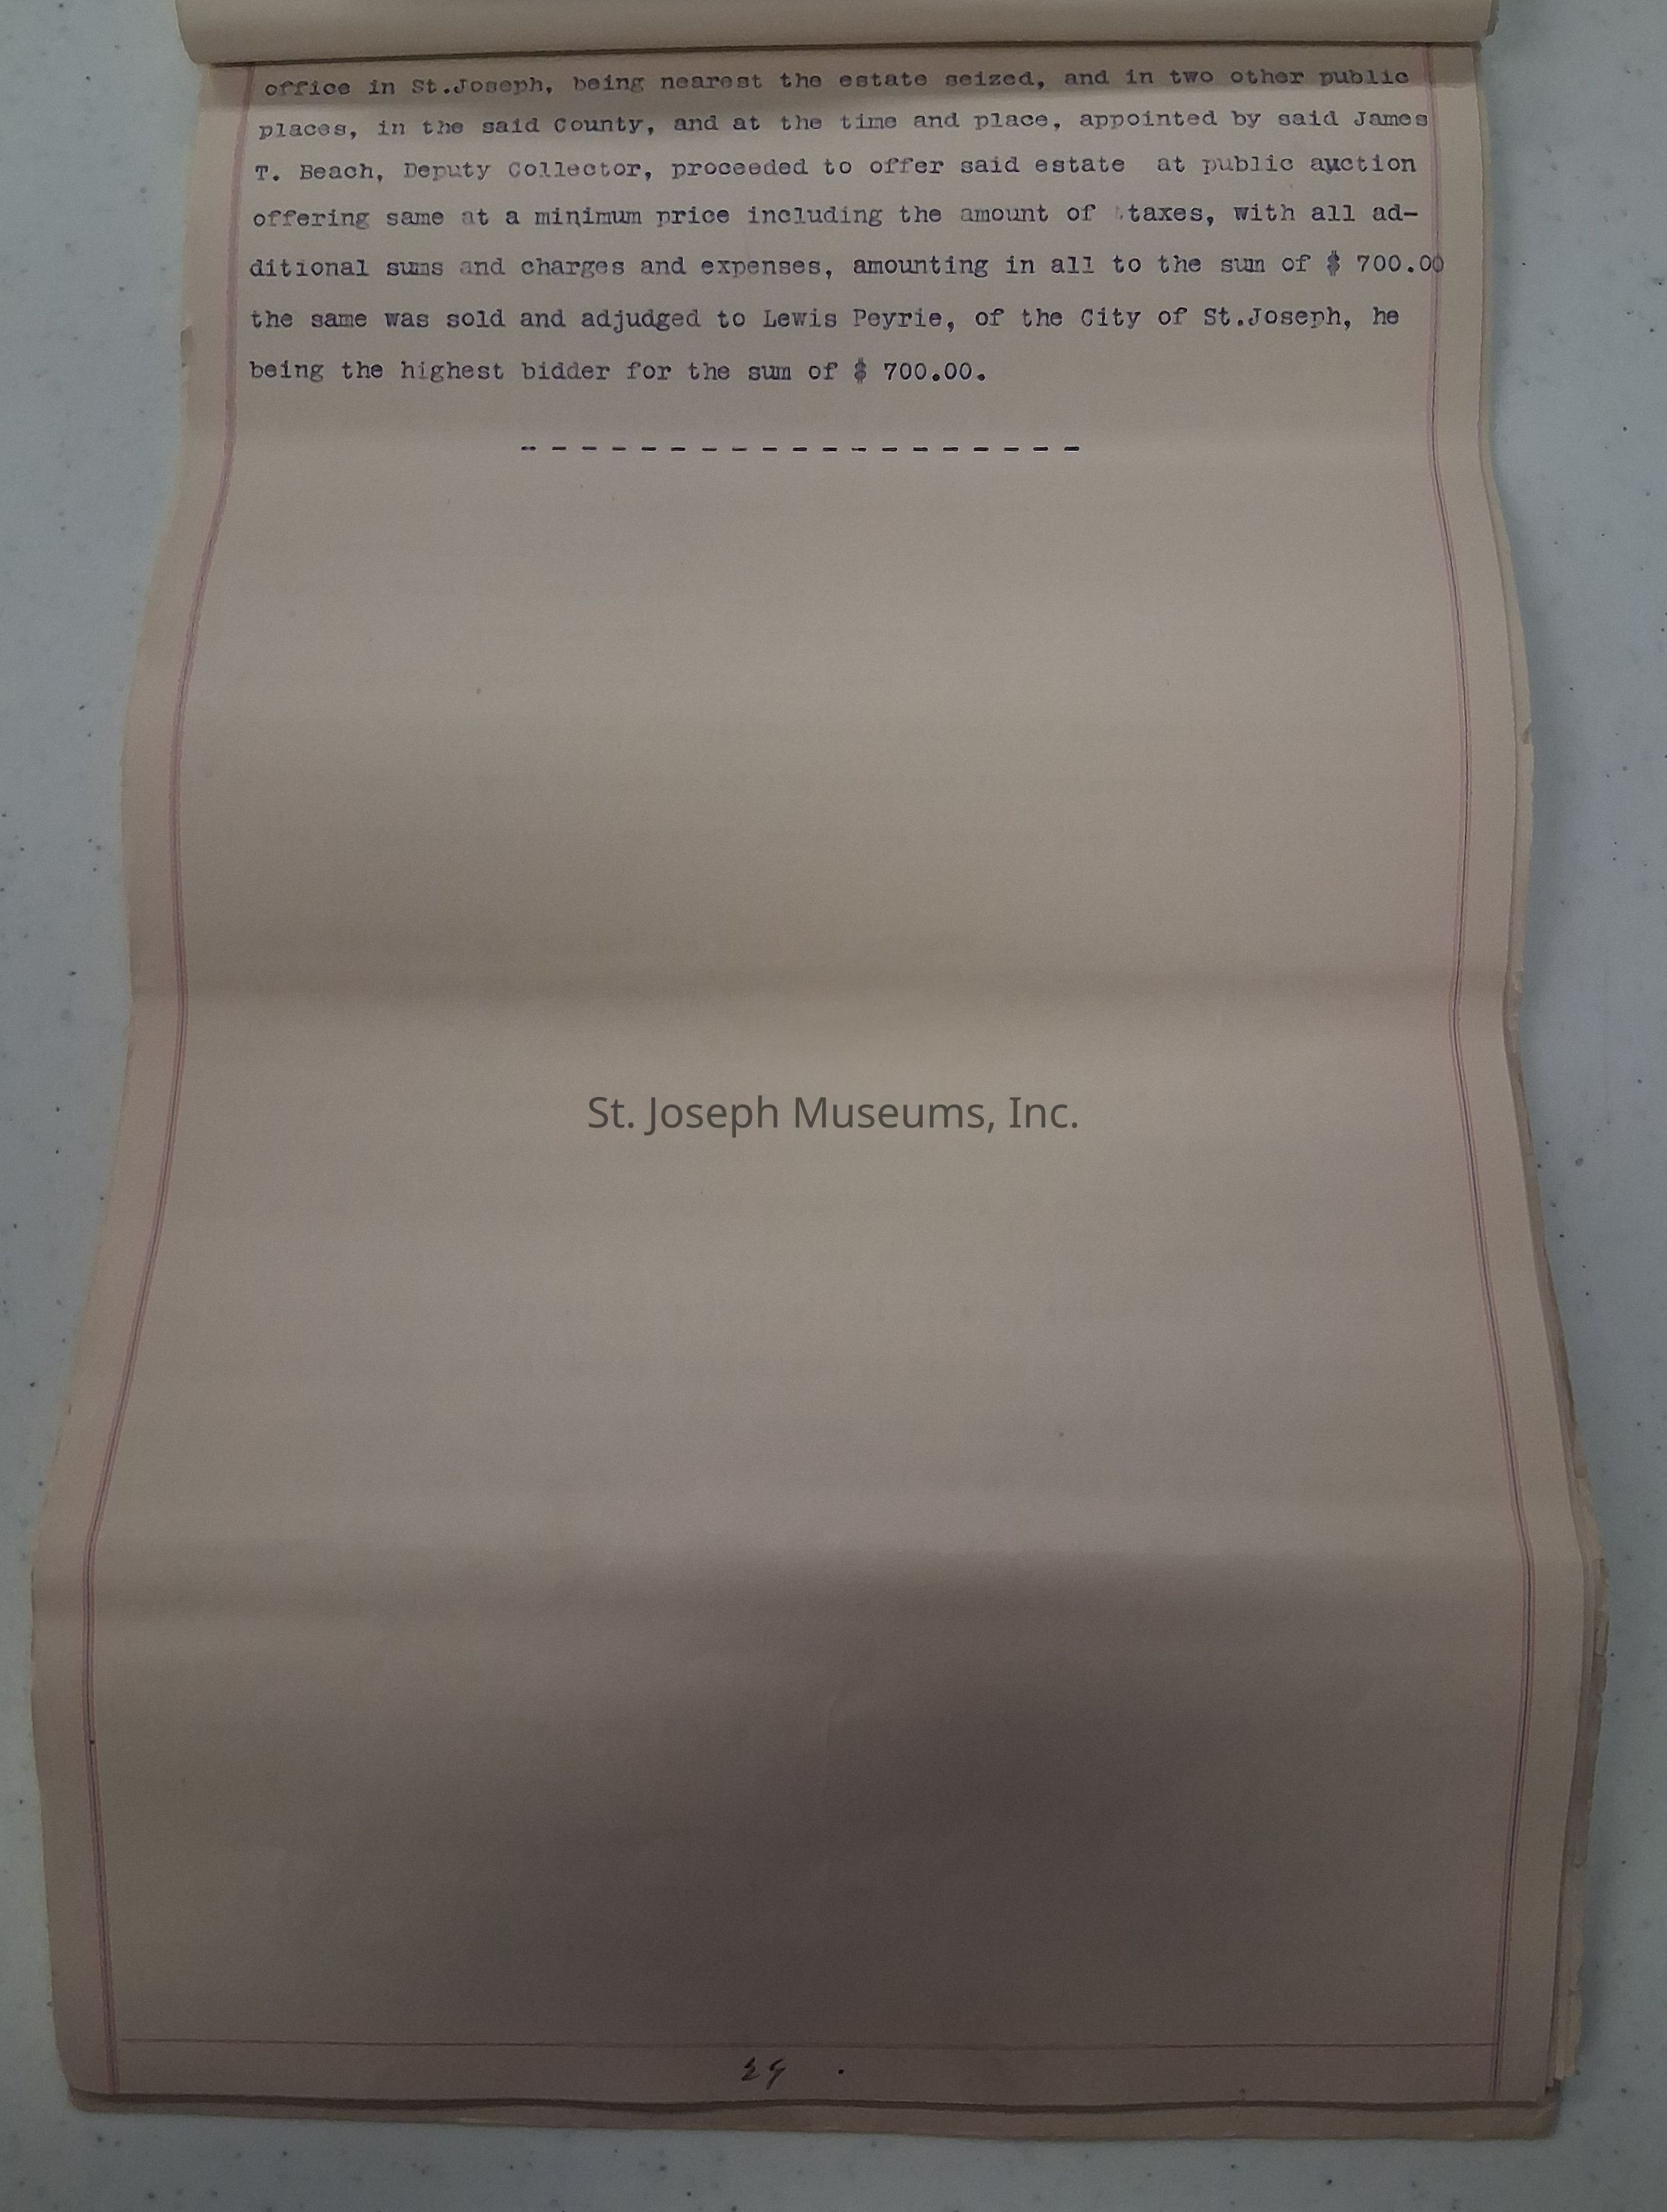 office in St.Joseph, being nearest the estate seized, and in two other public
places, in the said County, and at the time and place, appointed by said James
T. Beach, Deputy Collector, proceeded to offer said estate at public auction
offering same at a minimum price including the amount of taxes, with all ad-
ditional sums and charges and expenses, amounting in all to the sum of $ 700.00
the same was sold and adjudged to Lewis Peyrie, of the City of St.Joseph, he
being the highest bidder for the sum of $ 700.00.
- - - - - - - - - - - - - - - - - - -
St. Joseph Museums, Inc.